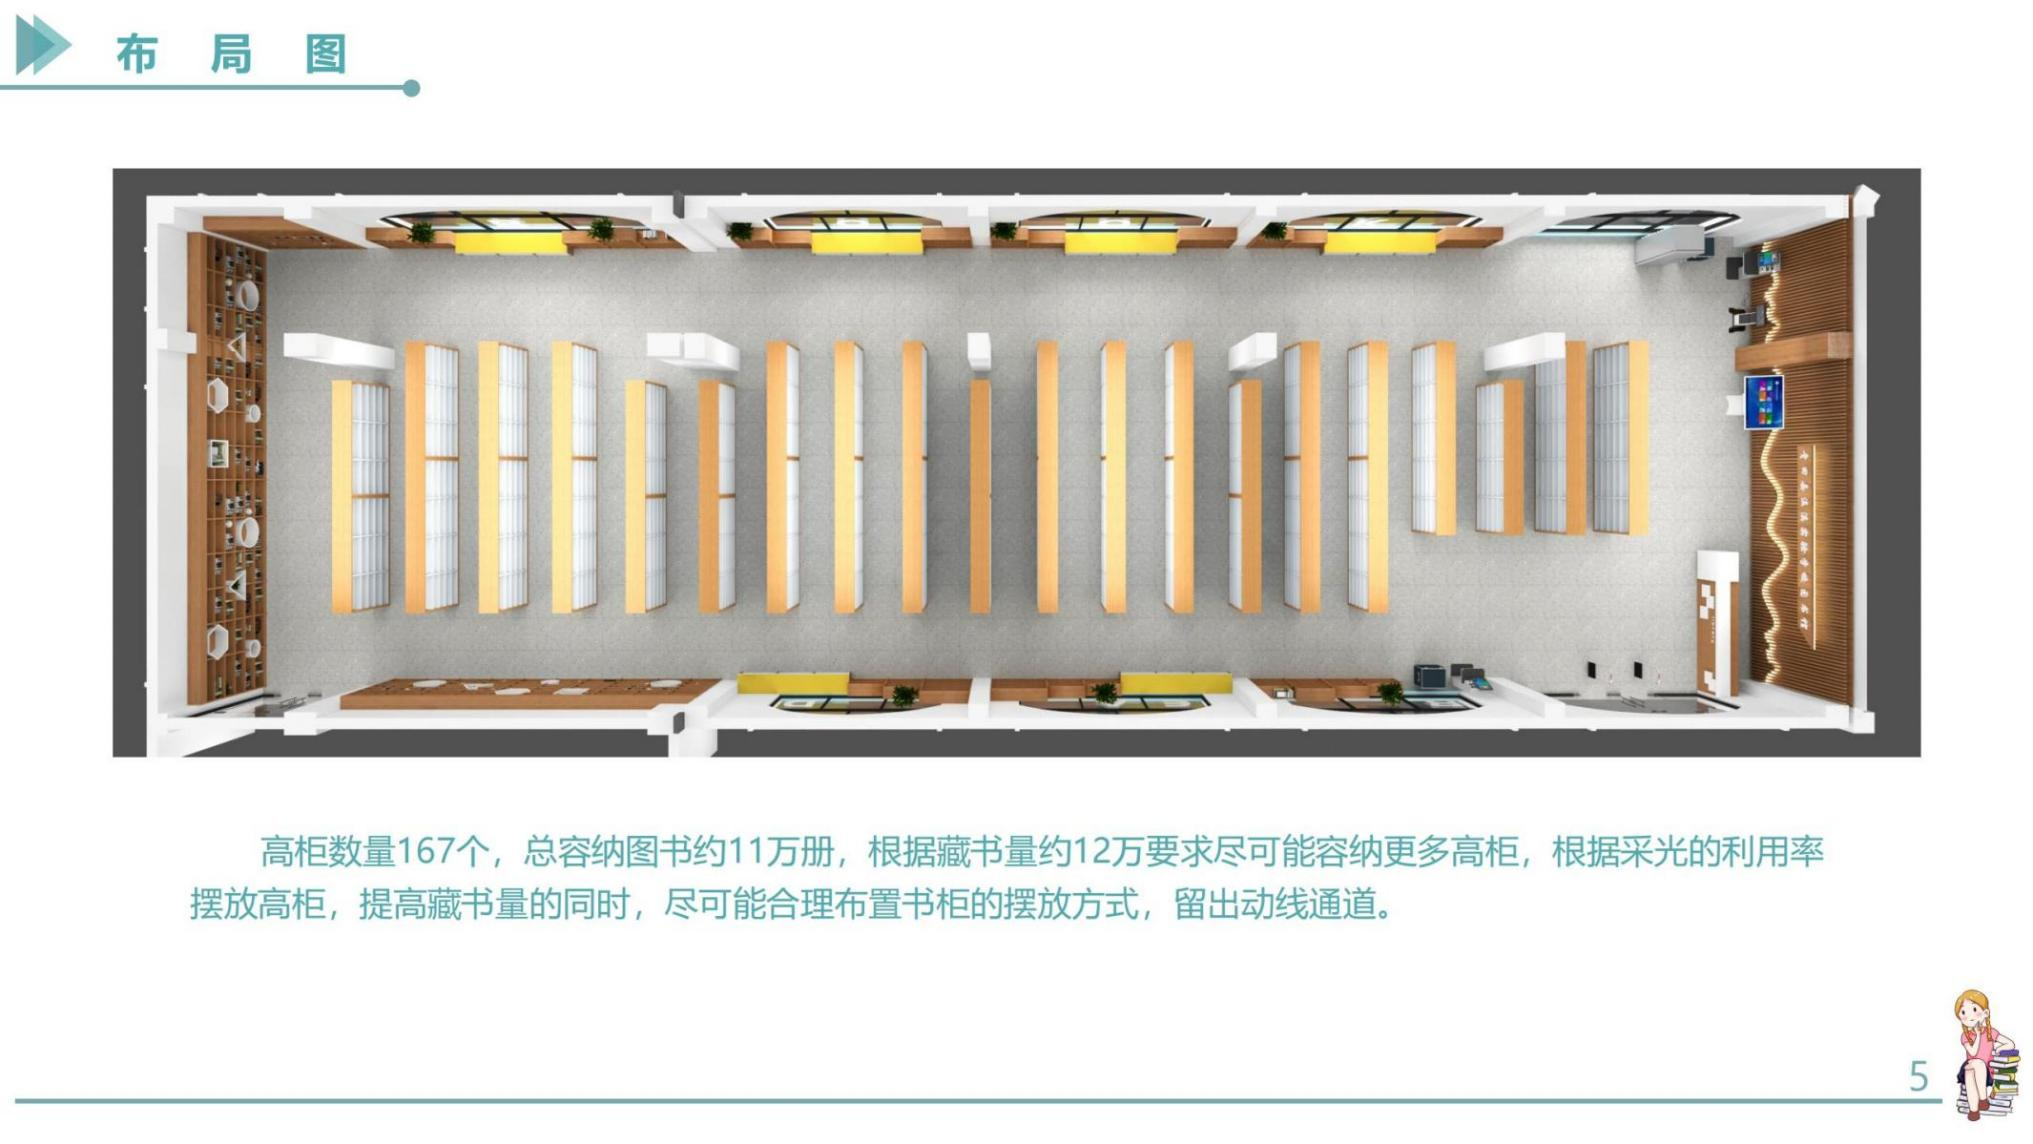 布局图
高柜数量167个，总容纳图书约11万册，根据藏书量约12万要求尽可能容纳更多高柜，根据采光的利用率
摆放高柜，提高藏书量的同时，尽可能合理布置书柜的摆放方式，留出动线通道。
5